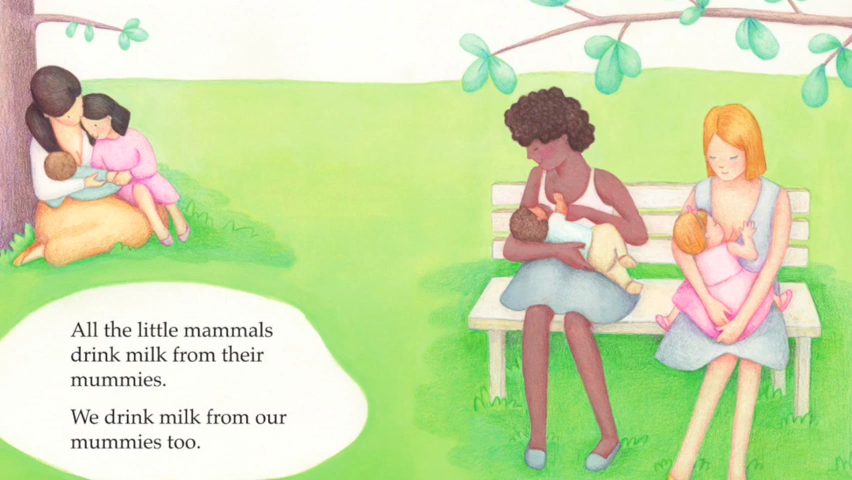 All the little mammals
drink milk from their
mummies.
We drink milk from our
mummies too.